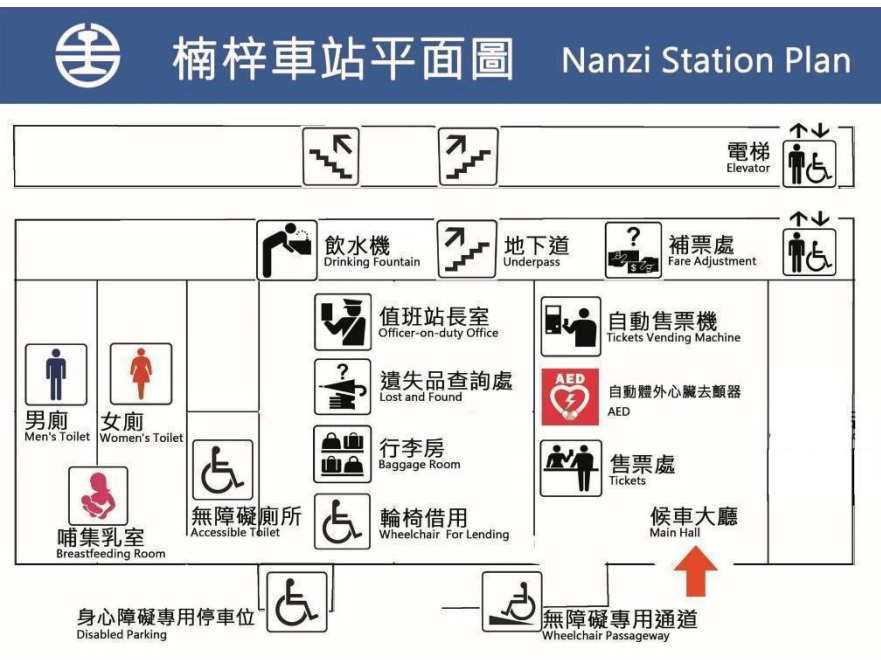 楠梓車站平面圖 Nanzi Station Plan
電梯
Elevator
飲水機
Drinking Fountain
地下道
Underpass
?
補票處
Fare Adjustment
值班站長室
Officer-on-duty Office
自動售票機
Tickets Vending Machine
?
遺失品查詢處
Lost and Found
AED
自動體外心臟去顫器
AED
男廁
Men's Toilet
女廁
Women's Toilet
行李房
Baggage Room
售票處
Tickets
哺集乳室
Breastfeeding Room
無障礙廁所
Accessible Toilet
輪椅借用
Wheelchair For Lending
候車大廳
Main Hall
身心障礙專用停車位
Disabled Parking
無障礙專用通道
Wheelchair Passageway